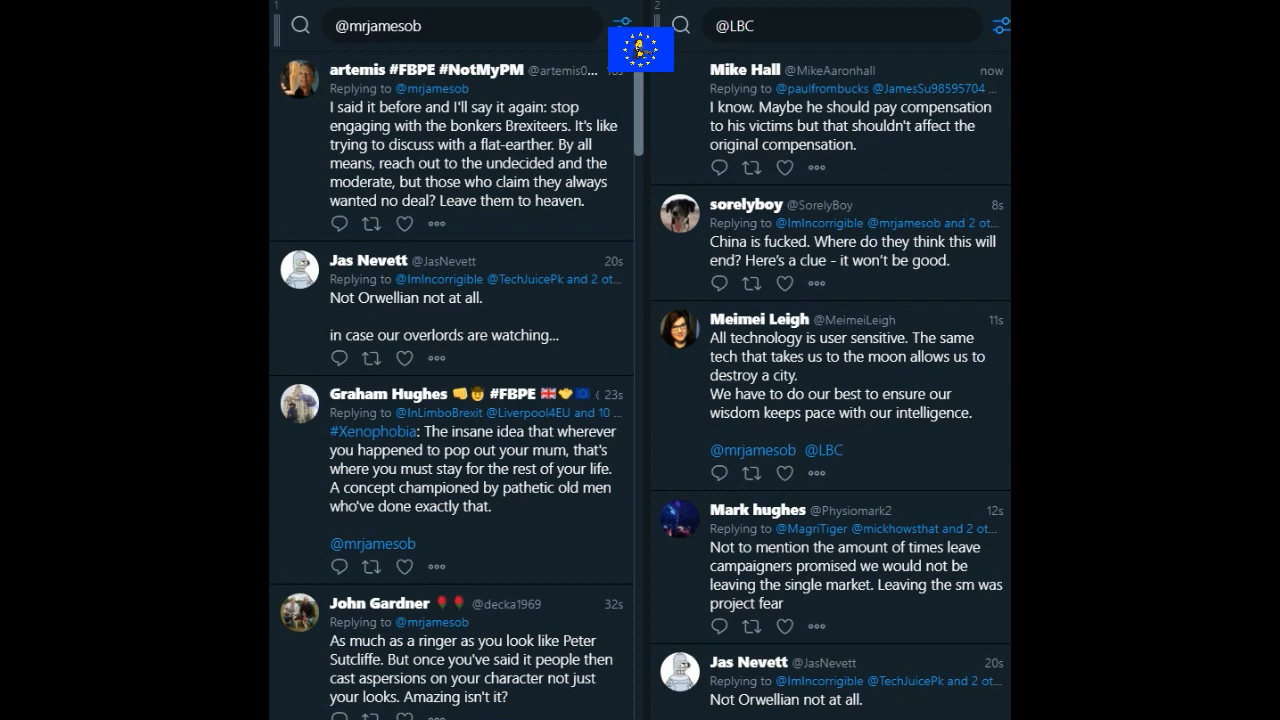 1
@mrjamesob
artemis #FBPE #NotMyPM @artemis0...
Replying to @mrjamesob
I said it before and I'll say it again: stop
engaging with the bonkers Brexiteers. It's like
trying to discuss with a flat-earther. By all
means, reach out to the undecided and the
moderate, but those who claim they always
wanted no deal? Leave them to heaven.
Jas Nevett @JasNevett 20s
Replying to @ImIncorrigible @TechJuicePk and 2 ot...
Not Orwellian not at all.
in case our overlords are watching...
Graham Hughes 👊🤠 #FBPE 🇬🇧🤝🇪🇺 ( 23s
Replying to @InLimboBrexit @Liverpool4EU and 10 ...
#Xenophobia: The insane idea that wherever
you happened to pop out your mum, that's
where you must stay for the rest of your life.
A concept championed by pathetic old men
who've done exactly that.
@mrjamesob
John Gardner 🌹🌹 @decka1969 32s
Replying to @mrjamesob
As much as a ringer as you look like Peter
Sutcliffe. But once you've said it people then
cast aspersions on your character not just
your looks. Amazing isn't it?
2
@LBC
Mike Hall @MikeAaronhall now
Replying to @paulfrombucks @JamesSu98595704 ...
I know. Maybe he should pay compensation
to his victims but that shouldn't affect the
original compensation.
sorelyboy @SorelyBoy 8s
Replying to @ImIncorrigible @mrjamesob and 2 ot...
China is fucked. Where do they think this will
end? Here's a clue - it won't be good.
Meimei Leigh @MeimeiLeigh 11s
All technology is user sensitive. The same
tech that takes us to the moon allows us to
destroy a city.
We have to do our best to ensure our
wisdom keeps pace with our intelligence.
@mrjamesob @LBC
Mark hughes @Physiomark2 12s
Replying to @MagriTiger @mickhowsthat and 2 ot...
Not to mention the amount of times leave
campaigners promised we would not be
leaving the single market. Leaving the sm was
project fear
Jas Nevett @JasNevett 20s
Replying to @ImIncorrigible @TechJuicePk and 2 ot...
Not Orwellian not at all.